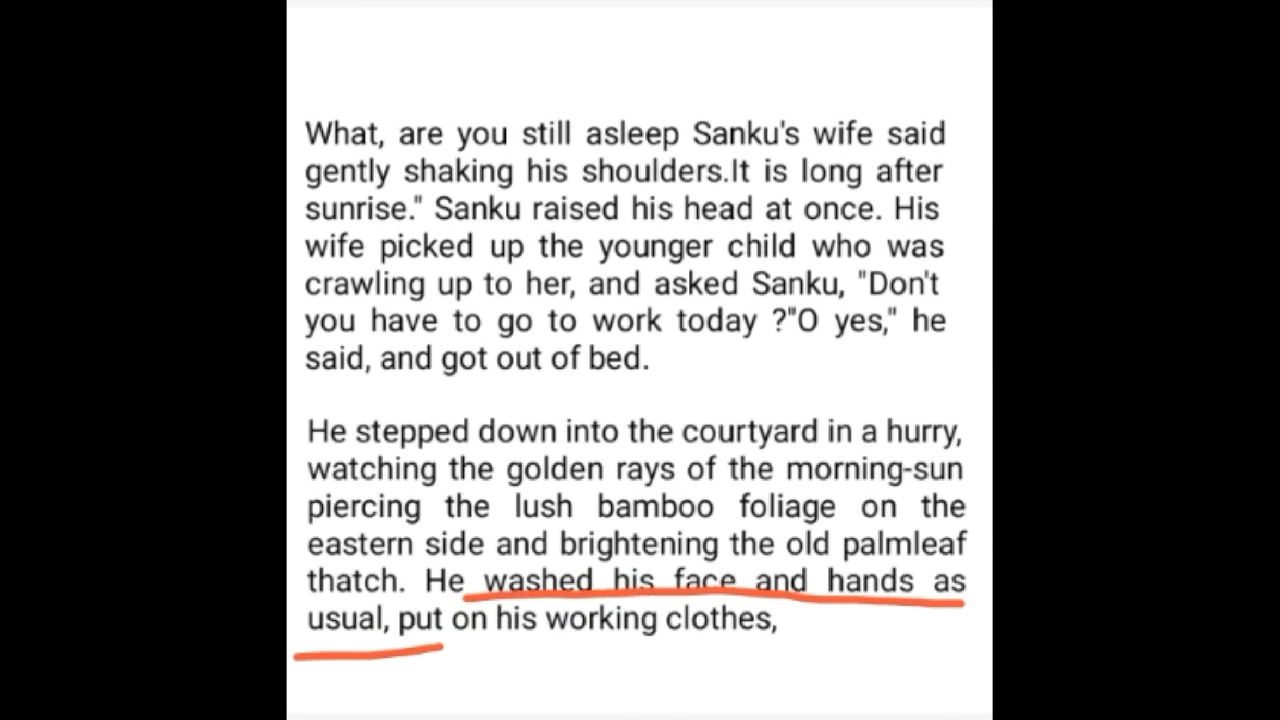 What, are you still asleep Sanku's wife said
gently shaking his shoulders.It is long after
sunrise." Sanku raised his head at once. His
wife picked up the younger child who was
crawling up to her, and asked Sanku, "Don't
you have to go to work today ?"O yes," he
said, and got out of bed.
He stepped down into the courtyard in a hurry,
watching the golden rays of the morning-sun
piercing the lush bamboo foliage on the
eastern side and brightening the old palmleaf
thatch. He washed his face and hands as
usual, put on his working clothes,